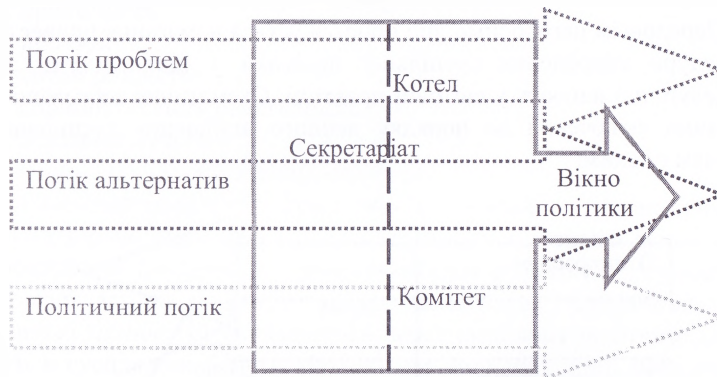 Потік проблем
Котел
Секретаріат
Потік альтернатив
Вікно
політики
Комітет
Політичний потік